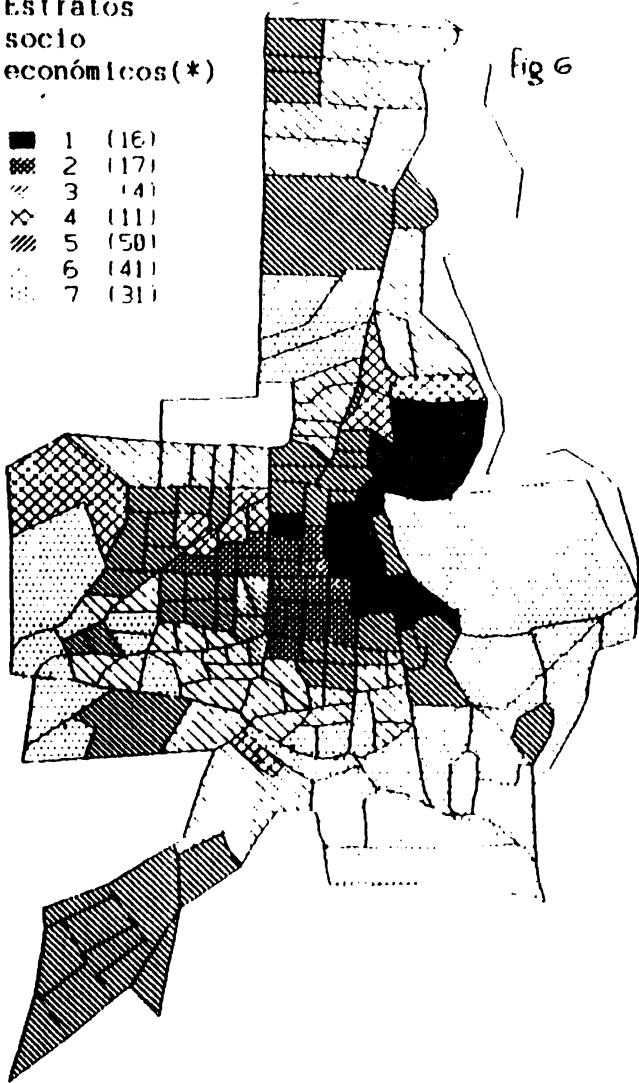 Estratos
socio
económicos(*)
fig 6
1 (16)
2 (17)
3 (4)
4 (11)
5 (50)
6 (41)
7 (31)